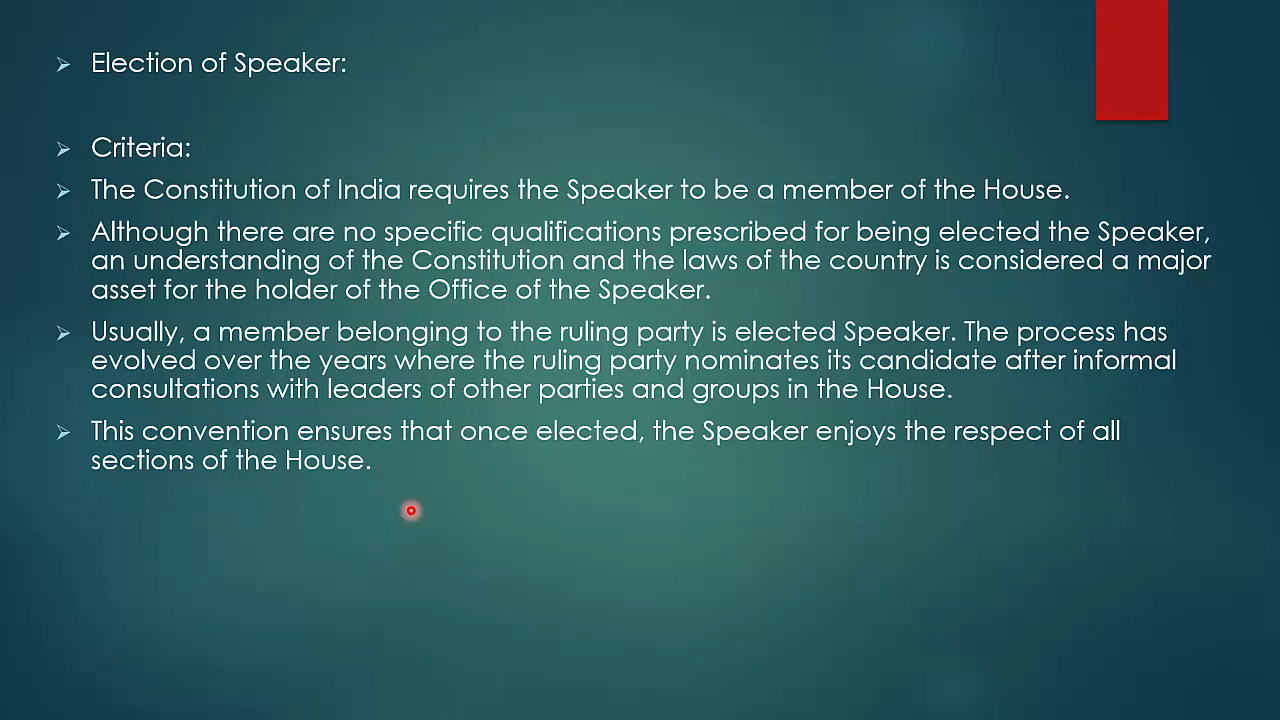 Election of Speaker:
Criteria:
The Constitution of India requires the Speaker to be a member of the House.
Although there are no specific qualifications prescribed for being elected the Speaker,
an understanding of the Constitution and the laws of the country is considered a major
asset for the holder of the Office of the Speaker.
Usually, a member belonging to the ruling party is elected Speaker. The process has
evolved over the years where the ruling party nominates its candidate after informal
consultations with leaders of other parties and groups in the House.
This convention ensures that once elected, the Speaker enjoys the respect of all
sections of the House.